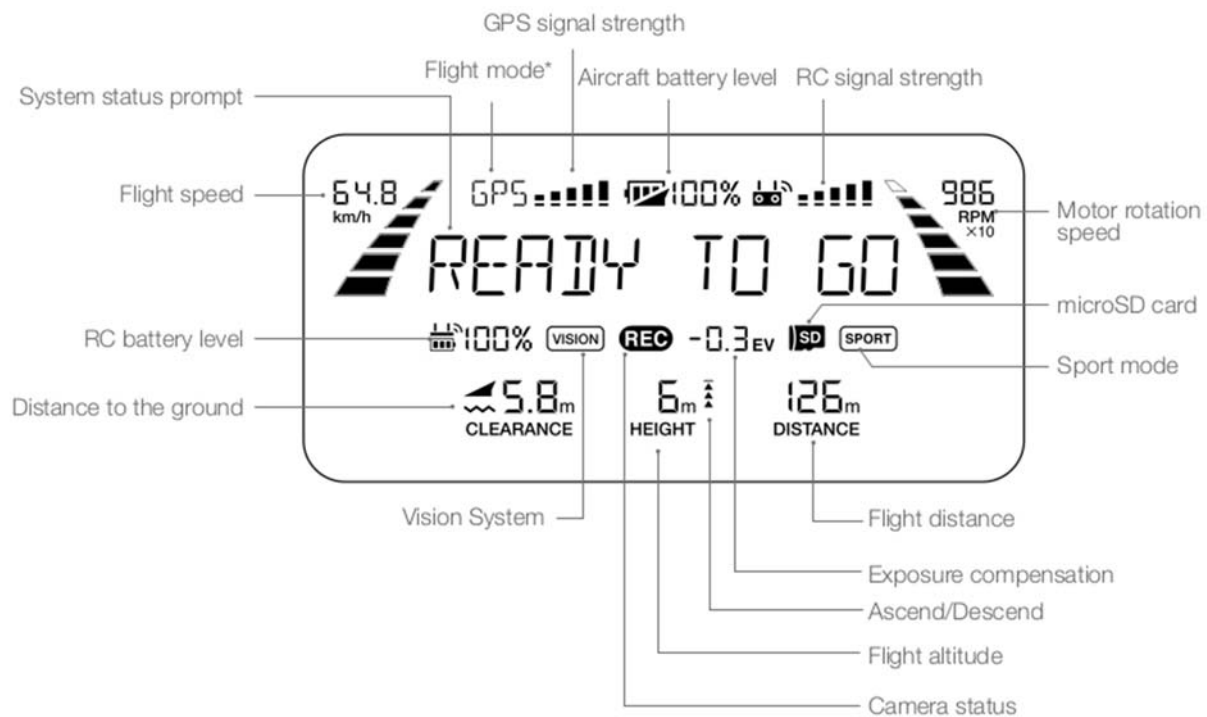 GPS signal strength
Flight mode*
Aircraft battery level
RC signal strength
System status prompt
Flight speed
64.8
km/h
GPS
100%
986
RPM
×10
Motor rotation
speed
READY TO GO
microSD card
RC battery level
100%
VISION
REC
-0.3 EV
SD
SPORT
Sport mode
Distance to the ground
5.8m
CLEARANCE
6m
HEIGHT
126m
DISTANCE
Vision System
Flight distance
Exposure compensation
Ascend/Descend
Flight altitude
Camera status